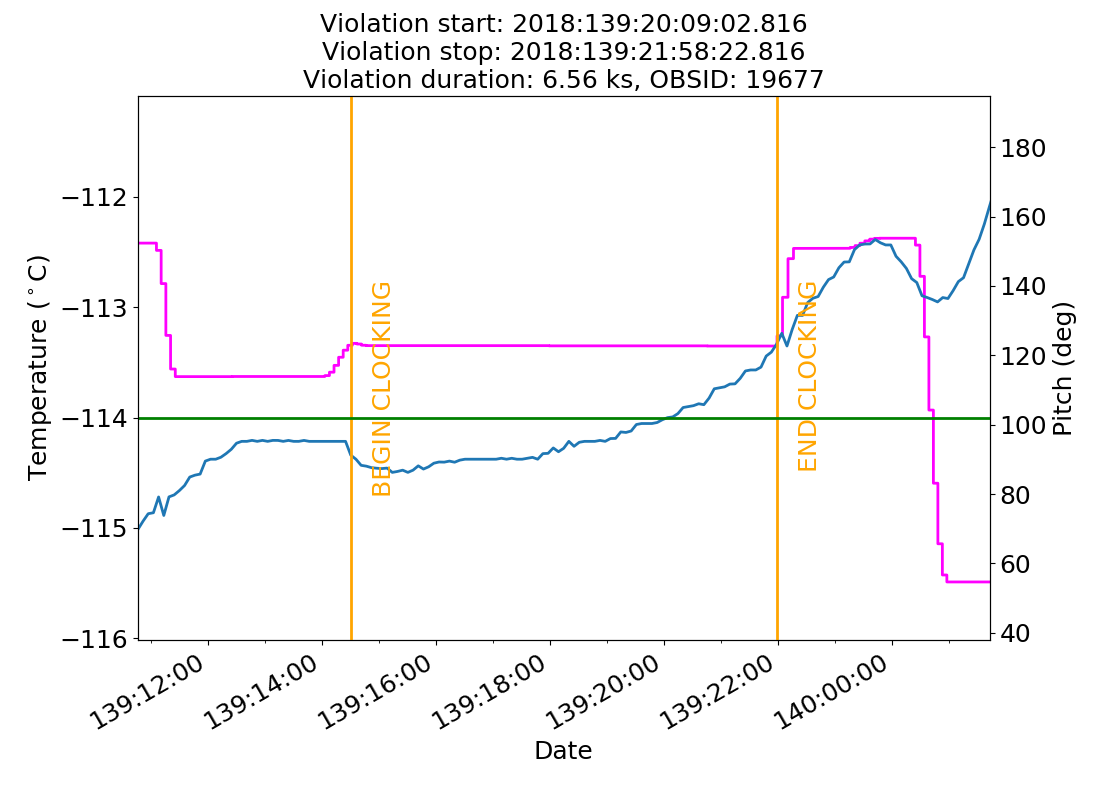 Violation start: 2018:139:20:09:02.816
Violation stop: 2018:139:21:58:22.816
Violation duration: 6.56 ks, OBSID: 19677
−112
−113
−114
−115
−116
Temperature (°C)
BEGIN CLOCKING
END CLOCKING
180
160
140
120
100
80
60
40
Pitch (deg)
139:12:00
139:14:00
139:16:00
139:18:00
139:20:00
139:22:00
140:00:00
Date